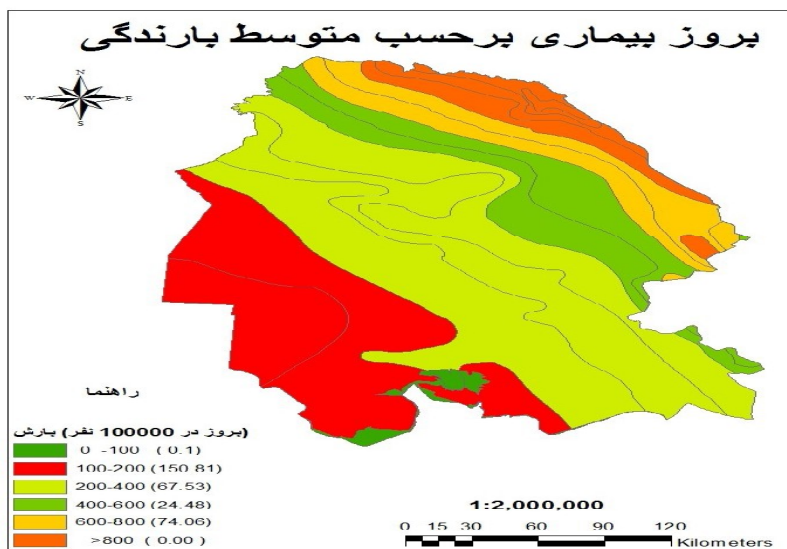 بروز بیماری برحسب متوسط بارندگی
N
W E
S
راهنما
بارش (بروز در 100000 نفر)
0 -100 ( 0.1)
100-200 (150.81)
200-400 (67.53)
400-600 (24.48)
600-800 (74.06)
>800 ( 0.00)
1:2,000,000
0 15 30 60 90 120
Kilometers